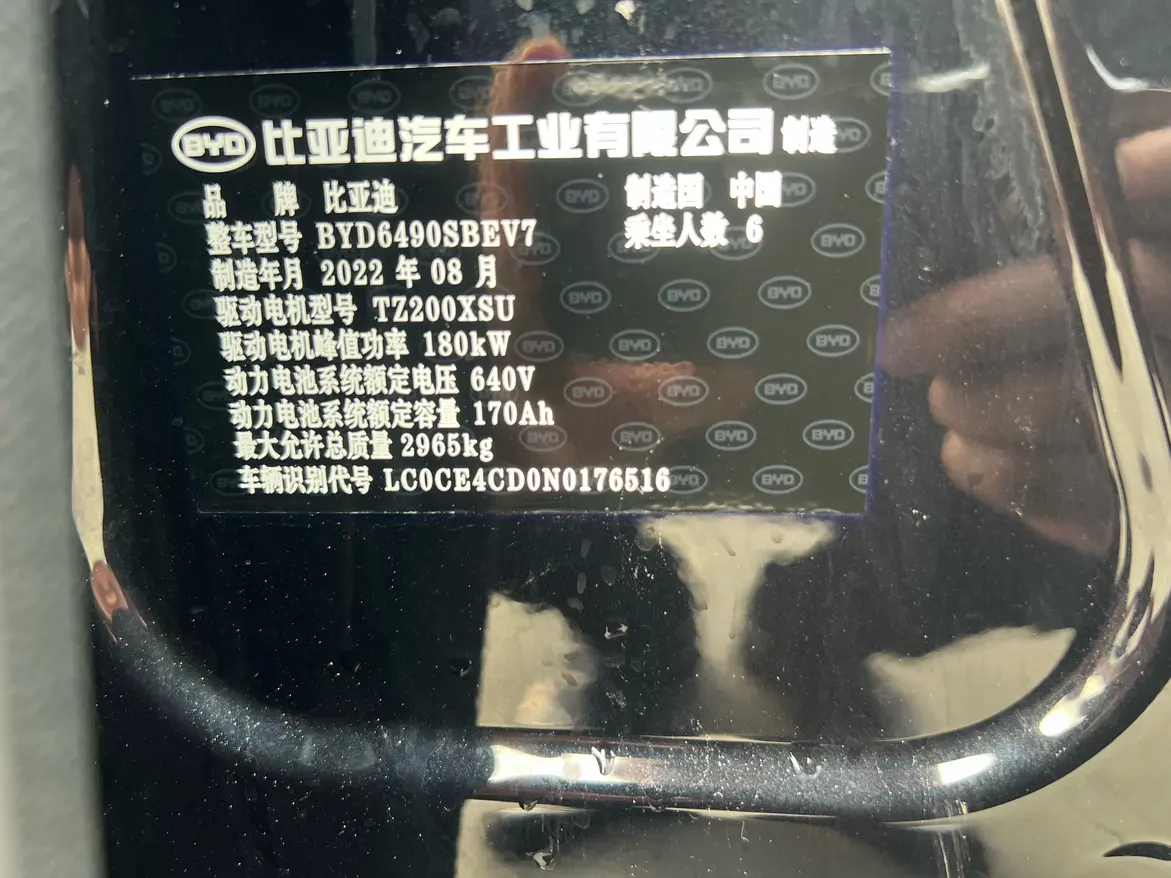 BYD 比亚迪汽车工业有限公司 制造
品 牌 比亚迪 制造国 中国
整车型号 BYD6490SBEV7 乘坐人数 6
制造年月 2022 年 08 月
驱动电机型号 TZ200XSU
驱动电机峰值功率 180kW
动力电池系统额定电压 640V
动力电池系统额定容量 170Ah
最大允许总质量 2965kg
车辆识别代号 LC0CE4CD0N0176516